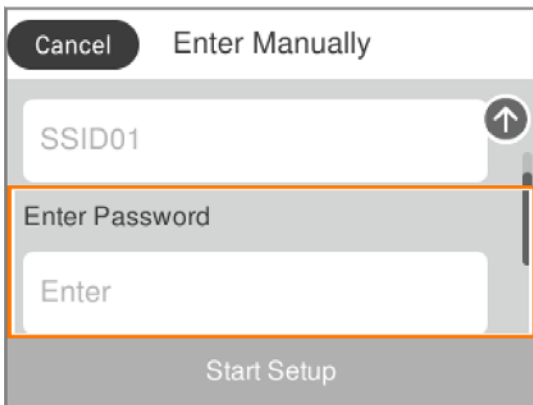 Cancel Enter Manually
SSID01
Enter Password
Enter
Start Setup